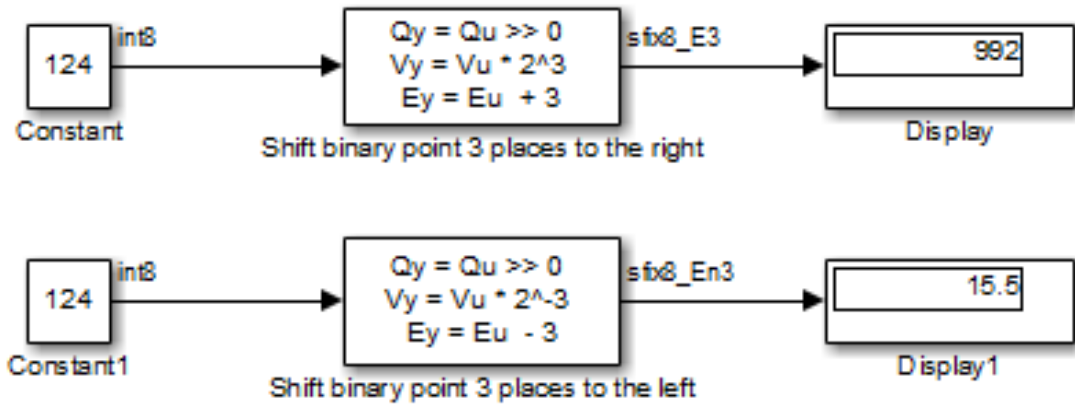 int8
Qy = Qu >> 0
sfix8_E3
124
Vy = Vu * 2^3
992
Ey = Eu + 3
Constant
Shift binary point 3 places to the right
Display
int8
Qy = Qu >> 0
sfix8_En3
124
Vy = Vu * 2^-3
15.5
Ey = Eu - 3
Constant1
Shift binary point 3 places to the left
Display1